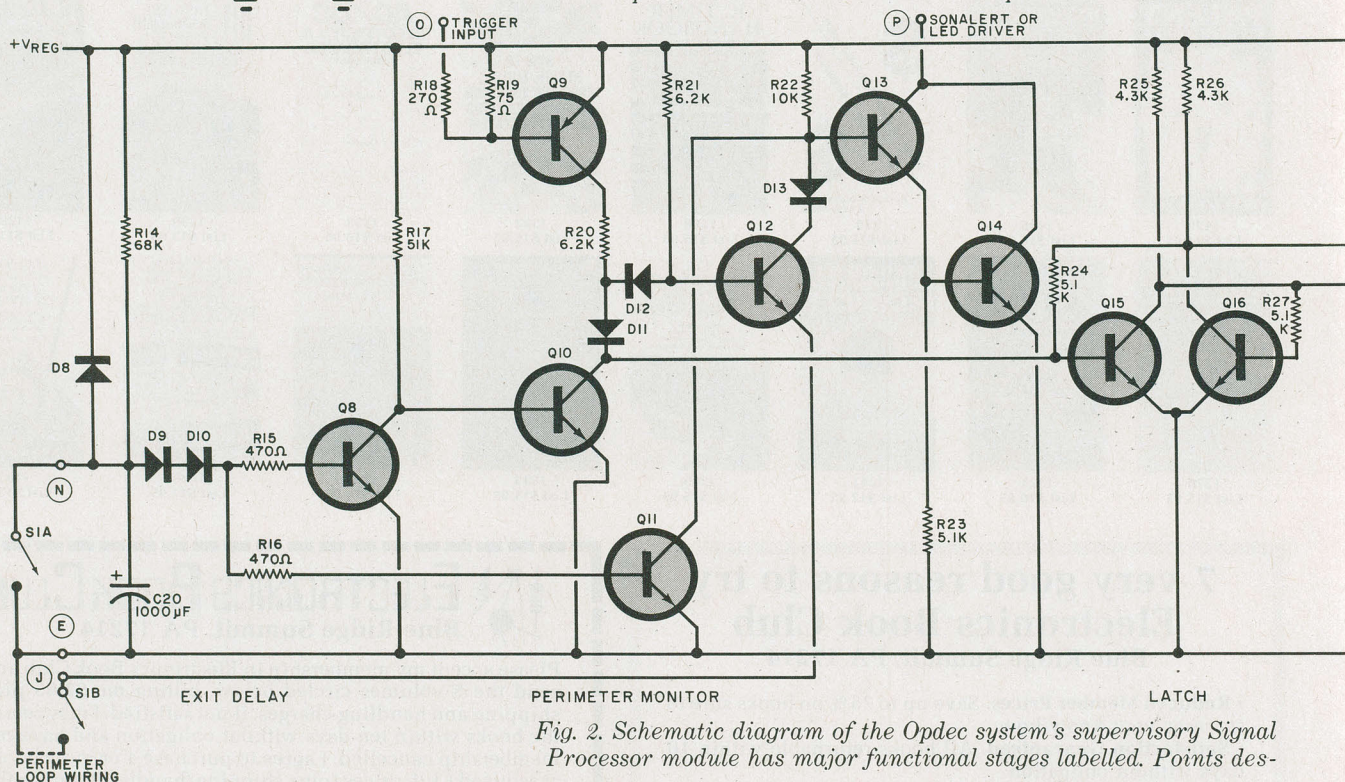 O TRIGGER INPUT
P SONALERT OR LED DRIVER
+VREG
R18 270 Ω
R19 75 Ω
Q9
R21 6.2K
R22 10K
Q13
R25 4.3K
R26 4.3K
D13
R14 68K
R17 51K
R20 6.2K
Q12
Q14
R24 5.1 K
D12
D11
Q15
Q16
R27 5.1 K
D8
Q10
Q8
D9
D10
R15 470Ω
N
S1A
Q11
R23 5.1K
R16 470Ω
+
C20 1000µF
E
J
S1B
EXIT DELAY
PERIMETER MONITOR
LATCH
PERIMETER LOOP WIRING
Fig. 2. Schematic diagram of the Opdec system's supervisory Signal
Processor module has major functional stages labelled. Points des-